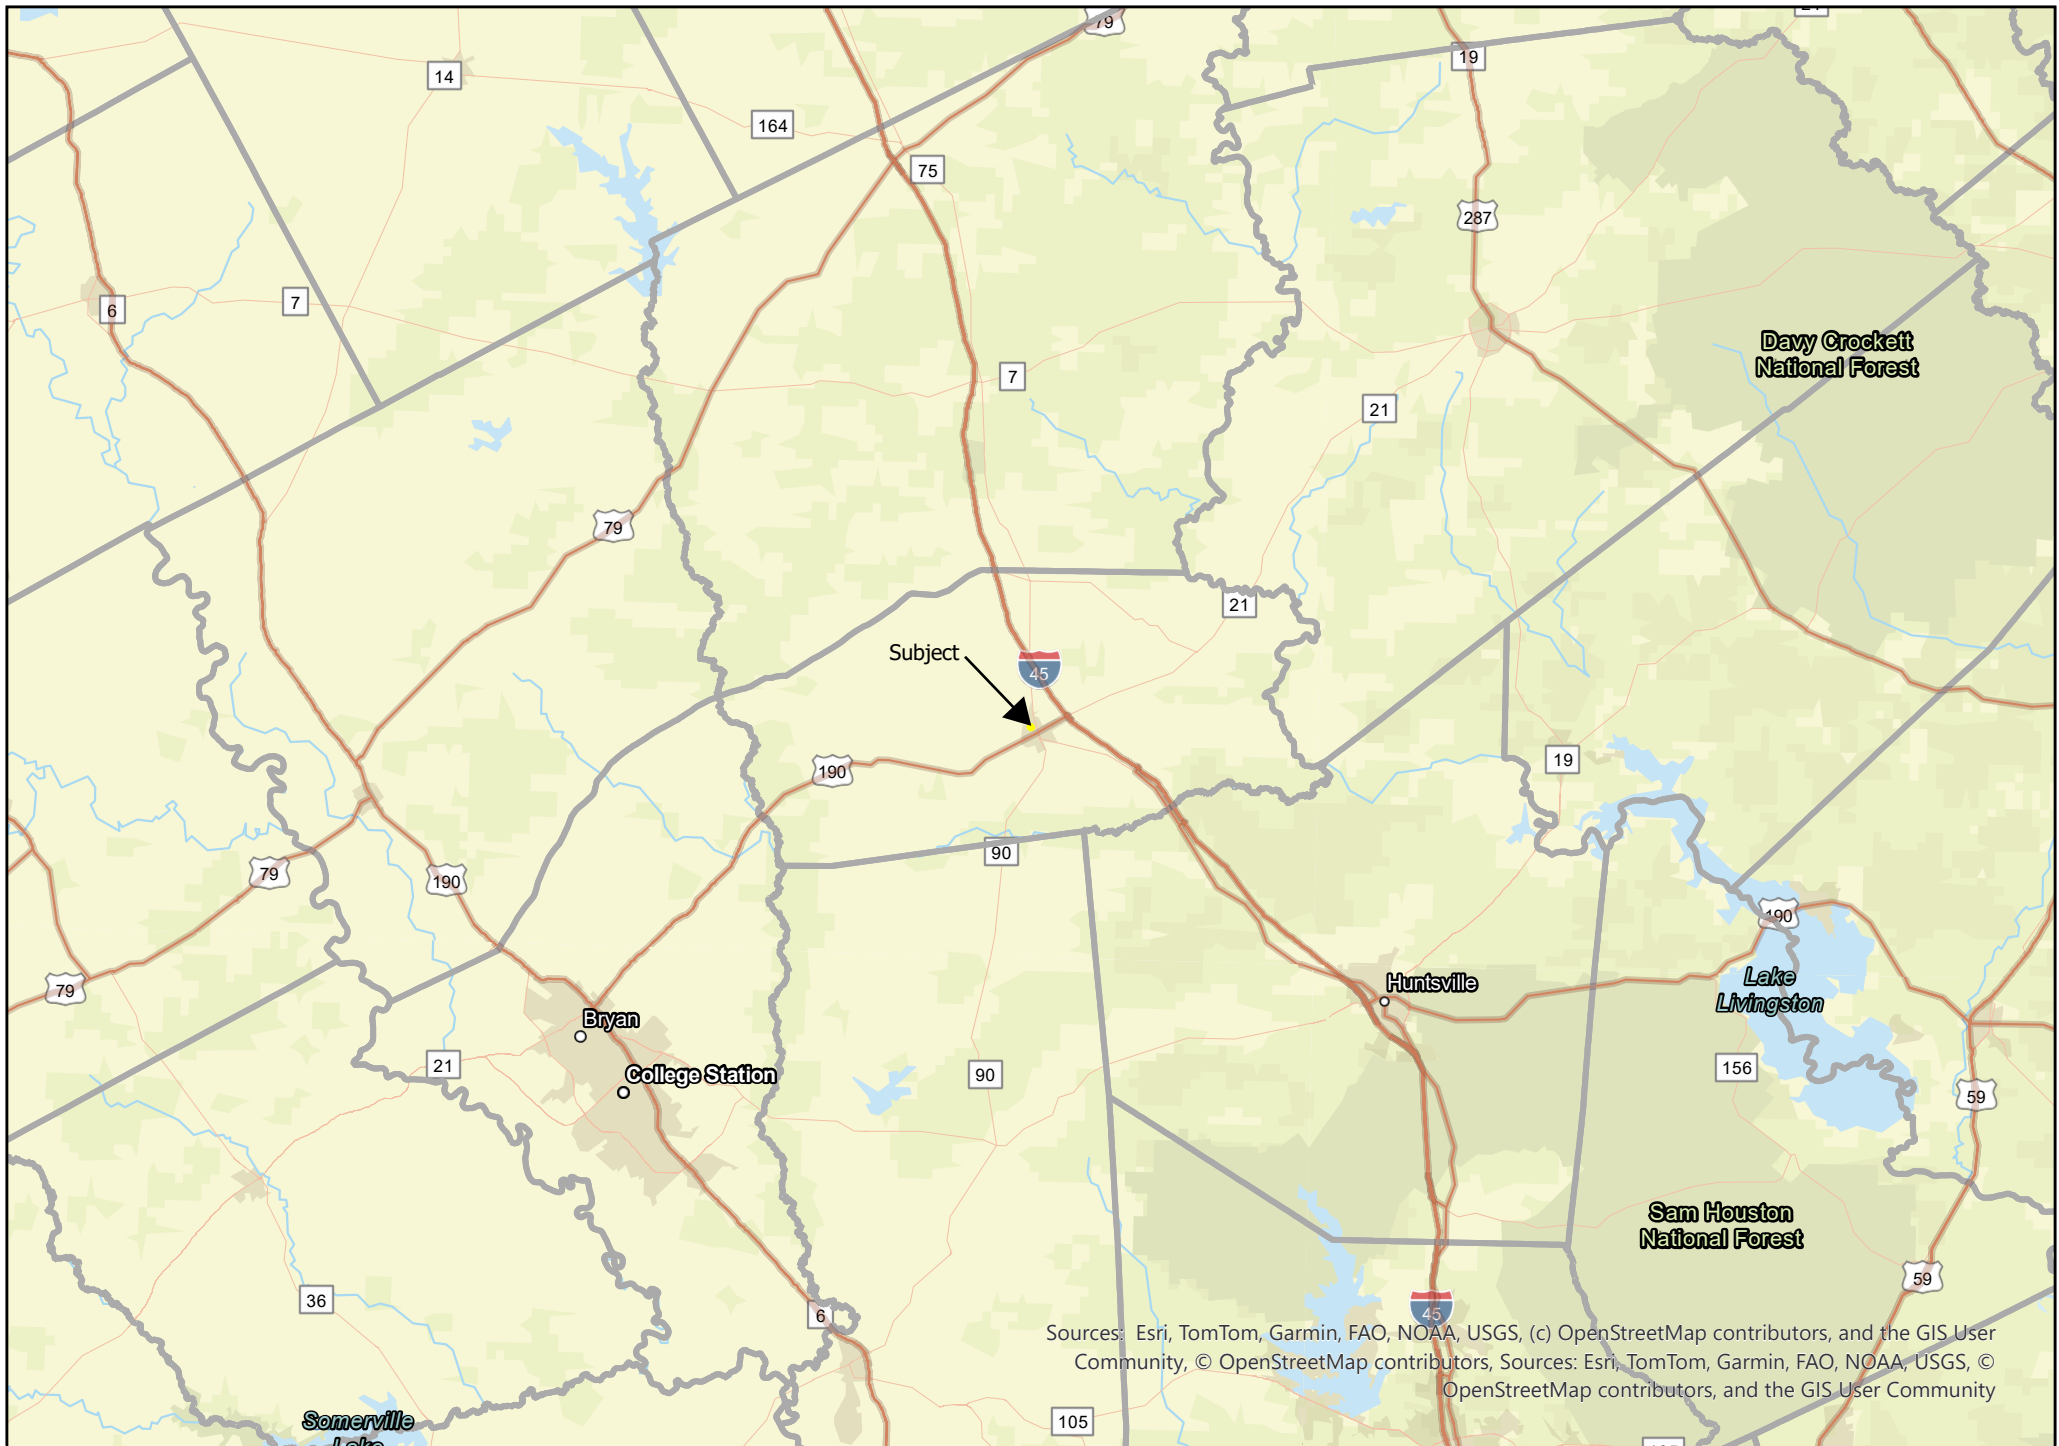 79
24
19
14
164
75
287
7
6
7
Davy Crockett
National Forest
21
79
21
Subject
45
190
19
90
79
190
190
79
Huntsville
Lake
Livingston
Bryan
21
College Station
90
156
59
Sam Houston
National Forest
59
36
6
45
Sources: Esri, TomTom, Garmin, FAO, NOAA, USGS, (c) OpenStreetMap contributors, and the GIS User
Community, © OpenStreetMap contributors, Sources: Esri, TomTom, Garmin, FAO, NOAA, USGS, ©
OpenStreetMap contributors, and the GIS User Community
105
Somerville
Lake